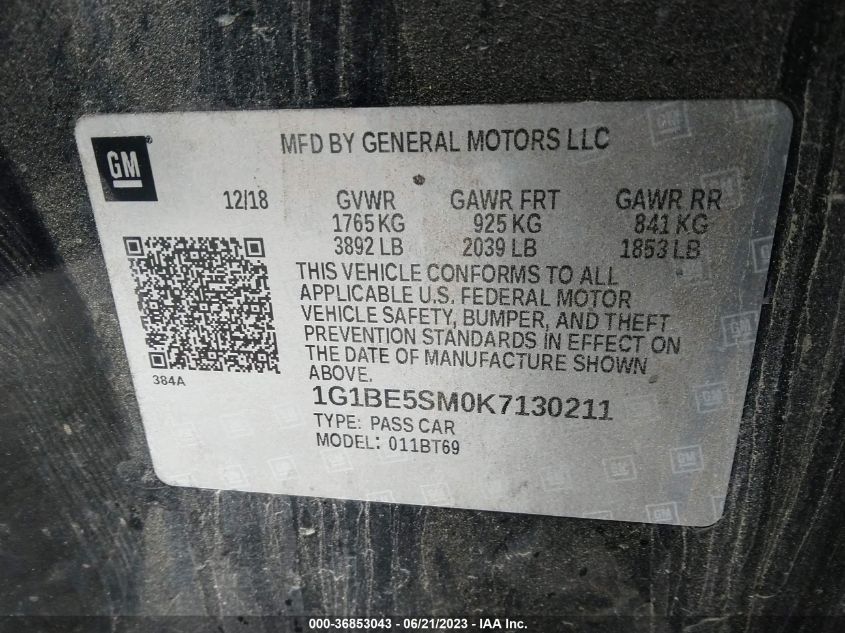 GM
MFD BY GENERAL MOTORS LLC
12/18 GVWR GAWR FRT GAWR RR
1765 KG 925 KG 841 KG
3892 LB 2039 LB 1853 LB
THIS VEHICLE CONFORMS TO ALL
APPLICABLE U.S. FEDERAL MOTOR
VEHICLE SAFETY, BUMPER, AND THEFT
PREVENTION STANDARDS IN EFFECT ON
THE DATE OF MANUFACTURE SHOWN
ABOVE.
384A
1G1BE5SM0K7130211
TYPE: PASS CAR
MODEL: 011BT69
000-36853043 - 06/21/2023 - IAA Inc.